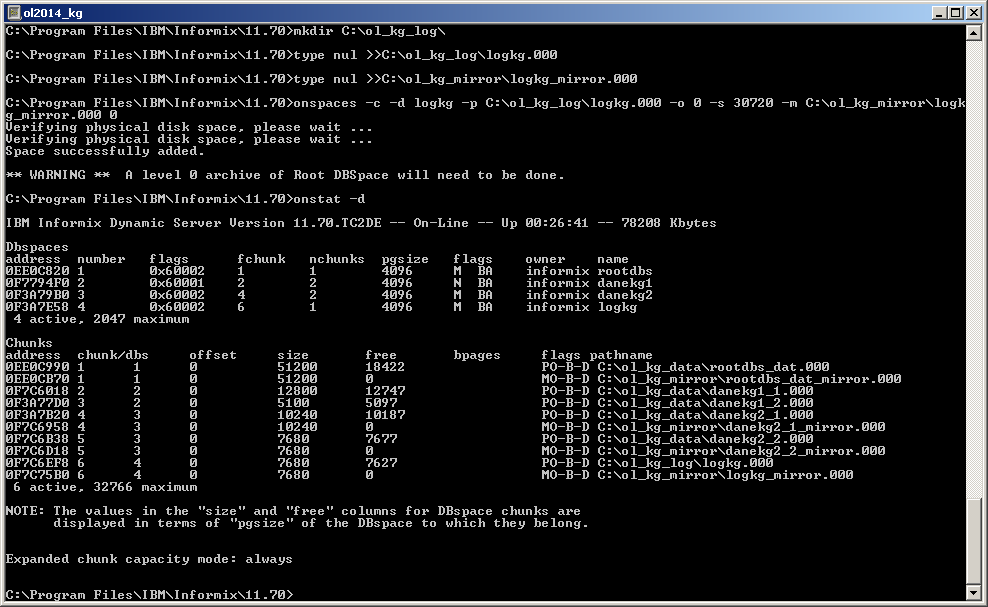 ol2014_kg
C:\Program Files\IBM\Informix\11.70>mkdir C:\ol_kg_log\
C:\Program Files\IBM\Informix\11.70>type nul >>C:\ol_kg_log\logkg.000
C:\Program Files\IBM\Informix\11.70>type nul >>C:\ol_kg_mirror\logkg_mirror.000
C:\Program Files\IBM\Informix\11.70>onspaces -c -d logkg -p C:\ol_kg_log\logkg.000 -o 0 -s 30720 -m C:\ol_kg_mirror\logk
g_mirror.000 0
Verifying physical disk space, please wait ...
Verifying physical disk space, please wait ...
Space successfully added.
** WARNING **  A level 0 archive of Root DBSpace will need to be done.
C:\Program Files\IBM\Informix\11.70>onstat -d
IBM Informix Dynamic Server Version 11.70.TC2DE -- On-Line -- Up 00:26:41 -- 78208 Kbytes
Dbspaces
address  number   flags      fchunk   nchunks  pgsize   flags    owner    name
0EE0C820 1        0x60002    1        1        4096     M  BA    informix rootdbs
0F7794F0 2        0x60001    2        2        4096     N  BA    informix danekg1
0F3A79B0 3        0x60002    4        2        4096     M  BA    informix danekg2
0F3A7E58 4        0x60002    6        1        4096     M  BA    informix logkg
 4 active, 2047 maximum
Chunks
address  chunk/dbs     offset     size       free       bpages     flags pathname
0EE0C990 1      1      0          51200      18422                 PO-B-D C:\ol_kg_data\rootdbs_dat.000
0EE0CB70 1      1      0          51200      0                     MO-B-D C:\ol_kg_mirror\rootdbs_dat_mirror.000
0F7C6018 2      2      0          12800      12747                 PO-B-D C:\ol_kg_data\danekg1_1.000
0F3A77D0 3      2      0          5100       5097                  PO-B-D C:\ol_kg_data\danekg1_2.000
0F3A7B20 4      3      0          10240      10187                 PO-B-D C:\ol_kg_data\danekg2_1.000
0F7C6958 4      3      0          10240      0                     MO-B-D C:\ol_kg_mirror\danekg2_1_mirror.000
0F7C6B38 5      3      0          7680       7677                  PO-B-D C:\ol_kg_data\danekg2_2.000
0F7C6D18 5      3      0          7680       0                     MO-B-D C:\ol_kg_mirror\danekg2_2_mirror.000
0F7C6EF8 6      4      0          7680       7627                  PO-B-D C:\ol_kg_log\logkg.000
0F7C75B0 6      4      0          7680       0                     MO-B-D C:\ol_kg_mirror\logkg_mirror.000
 6 active, 32766 maximum
NOTE: The values in the "size" and "free" columns for DBspace chunks are
      displayed in terms of "pgsize" of the DBspace to which they belong.
Expanded chunk capacity mode: always
C:\Program Files\IBM\Informix\11.70>